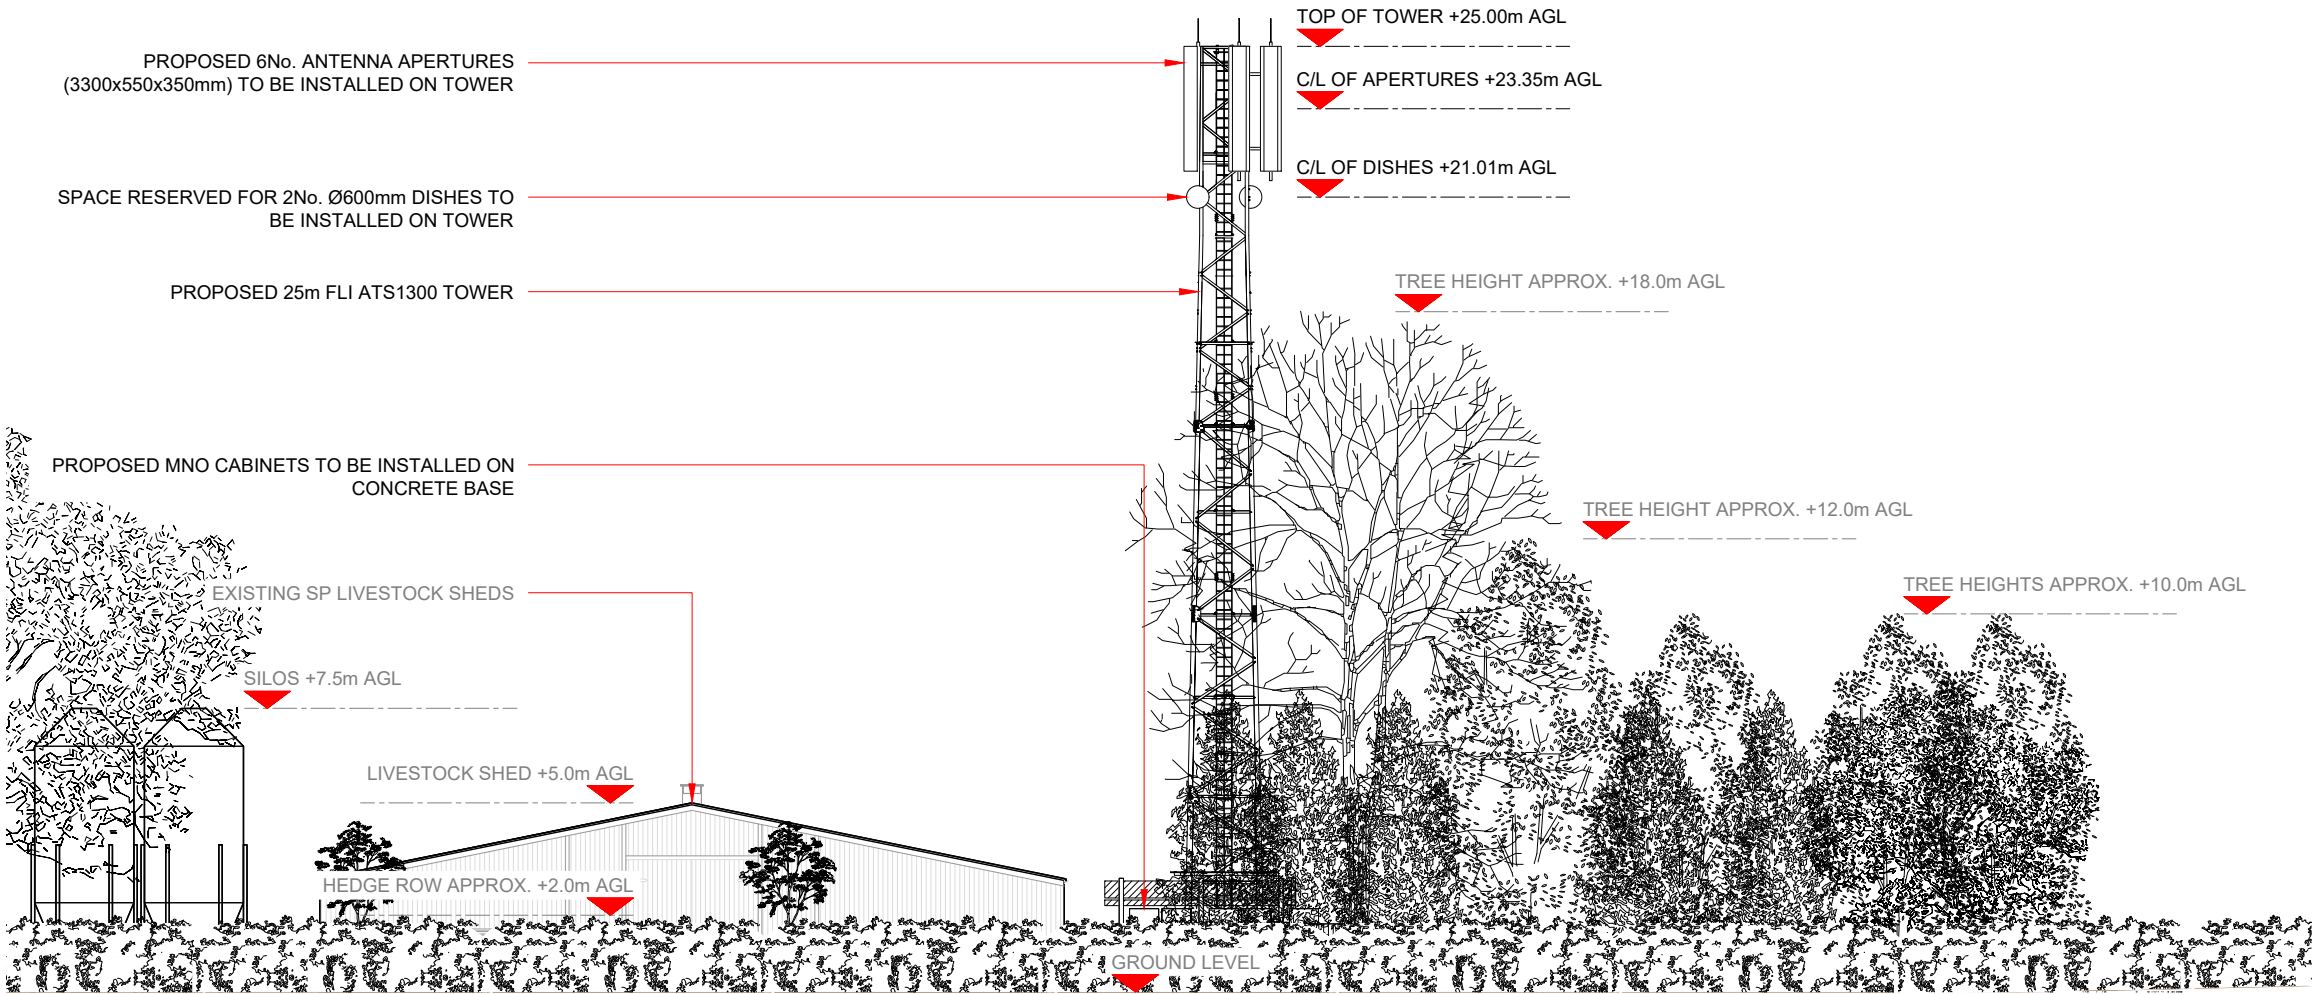 TOP OF TOWER +25.00m AGL
PROPOSED 6No. ANTENNA APERTURES
(3300x550x350mm) TO BE INSTALLED ON TOWER
C/L OF APERTURES +23.35m AGL
C/L OF DISHES +21.01m AGL
SPACE RESERVED FOR 2No. Ø600mm DISHES TO
BE INSTALLED ON TOWER
PROPOSED 25m FLI ATS1300 TOWER
TREE HEIGHT APPROX. +18.0m AGL
PROPOSED MNO CABINETS TO BE INSTALLED ON
CONCRETE BASE
TREE HEIGHT APPROX. +12.0m AGL
EXISTING SP LIVESTOCK SHEDS
TREE HEIGHTS APPROX. +10.0m AGL
SILOS +7.5m AGL
LIVESTOCK SHED +5.0m AGL
HEDGE ROW APPROX. +2.0m AGL
GROUND LEVEL